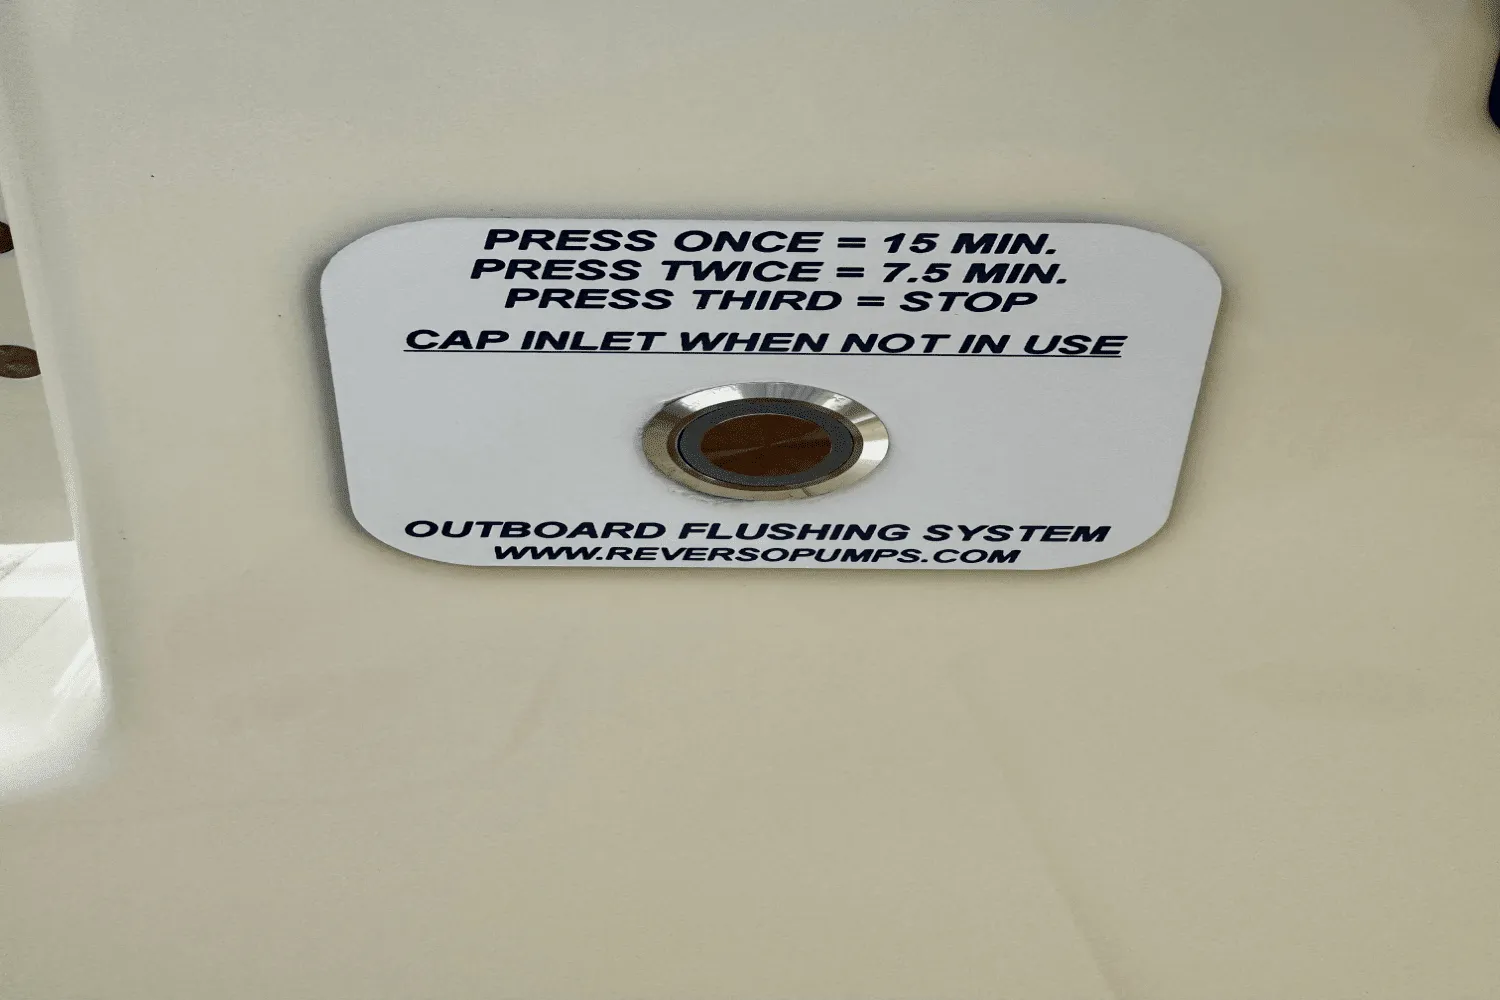 PRESS ONCE = 15 MIN.
PRESS TWICE = 7.5 MIN.
PRESS THIRD = STOP
CAP INLET WHEN NOT IN USE
OUTBOARD FLUSHING SYSTEM
WWW.REVERSOPUMPS.COM